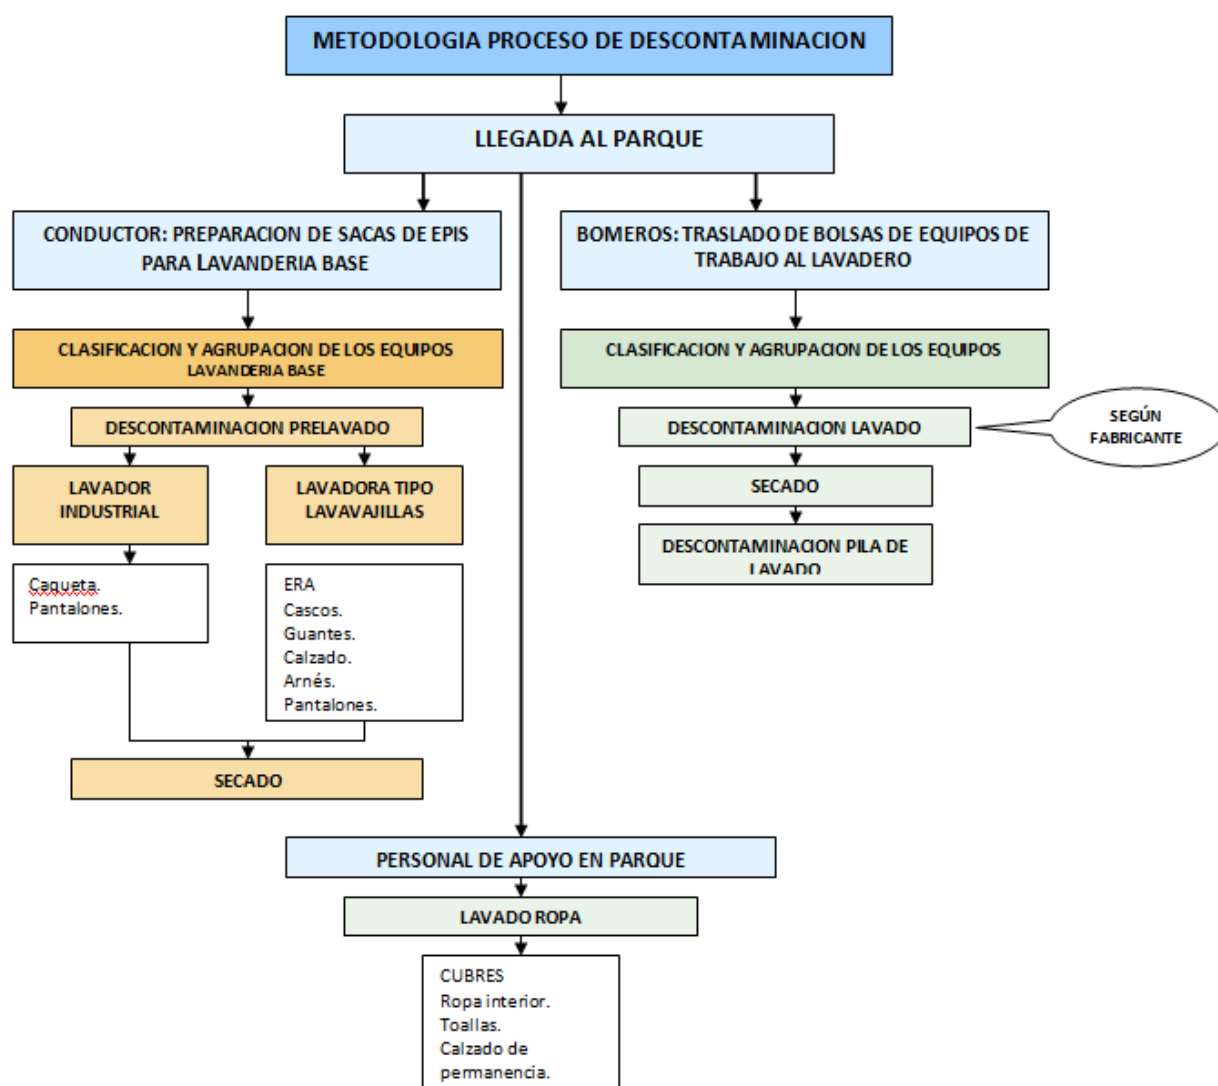 METODOLOGIA PROCESO DE DESCONTAMINACION
LLEGADA AL PARQUE
CONDUCTOR: PREPARACION DE SACAS DE EPIS
PARA LAVANDERIA BASE
BOMEROS: TRASLADO DE BOLSAS DE EQUIPOS DE
TRABAJO AL LAVADERO
CLASIFICACION Y AGRUPACION DE LOS EQUIPOS
LAVANDERIA BASE
CLASIFICACION Y AGRUPACION DE LOS EQUIPOS
DESCONTAMINACION PRELAVADO
DESCONTAMINACION LAVADO
SEGÚN
FABRICANTE
LAVADOR
INDUSTRIAL
LAVADORA TIPO
LAVAVAJILLAS
SECADO
DESCONTAMINACION PILA DE
LAVADO
Caqueta.
Pantalones.
ERA
Cascos.
Guantes.
Calzado.
Arnés.
Pantalones.
SECADO
PERSONAL DE APOYO EN PARQUE
LAVADO ROPA
CUBRES
Ropa interior.
Toallas.
Calzado de
permanencia.